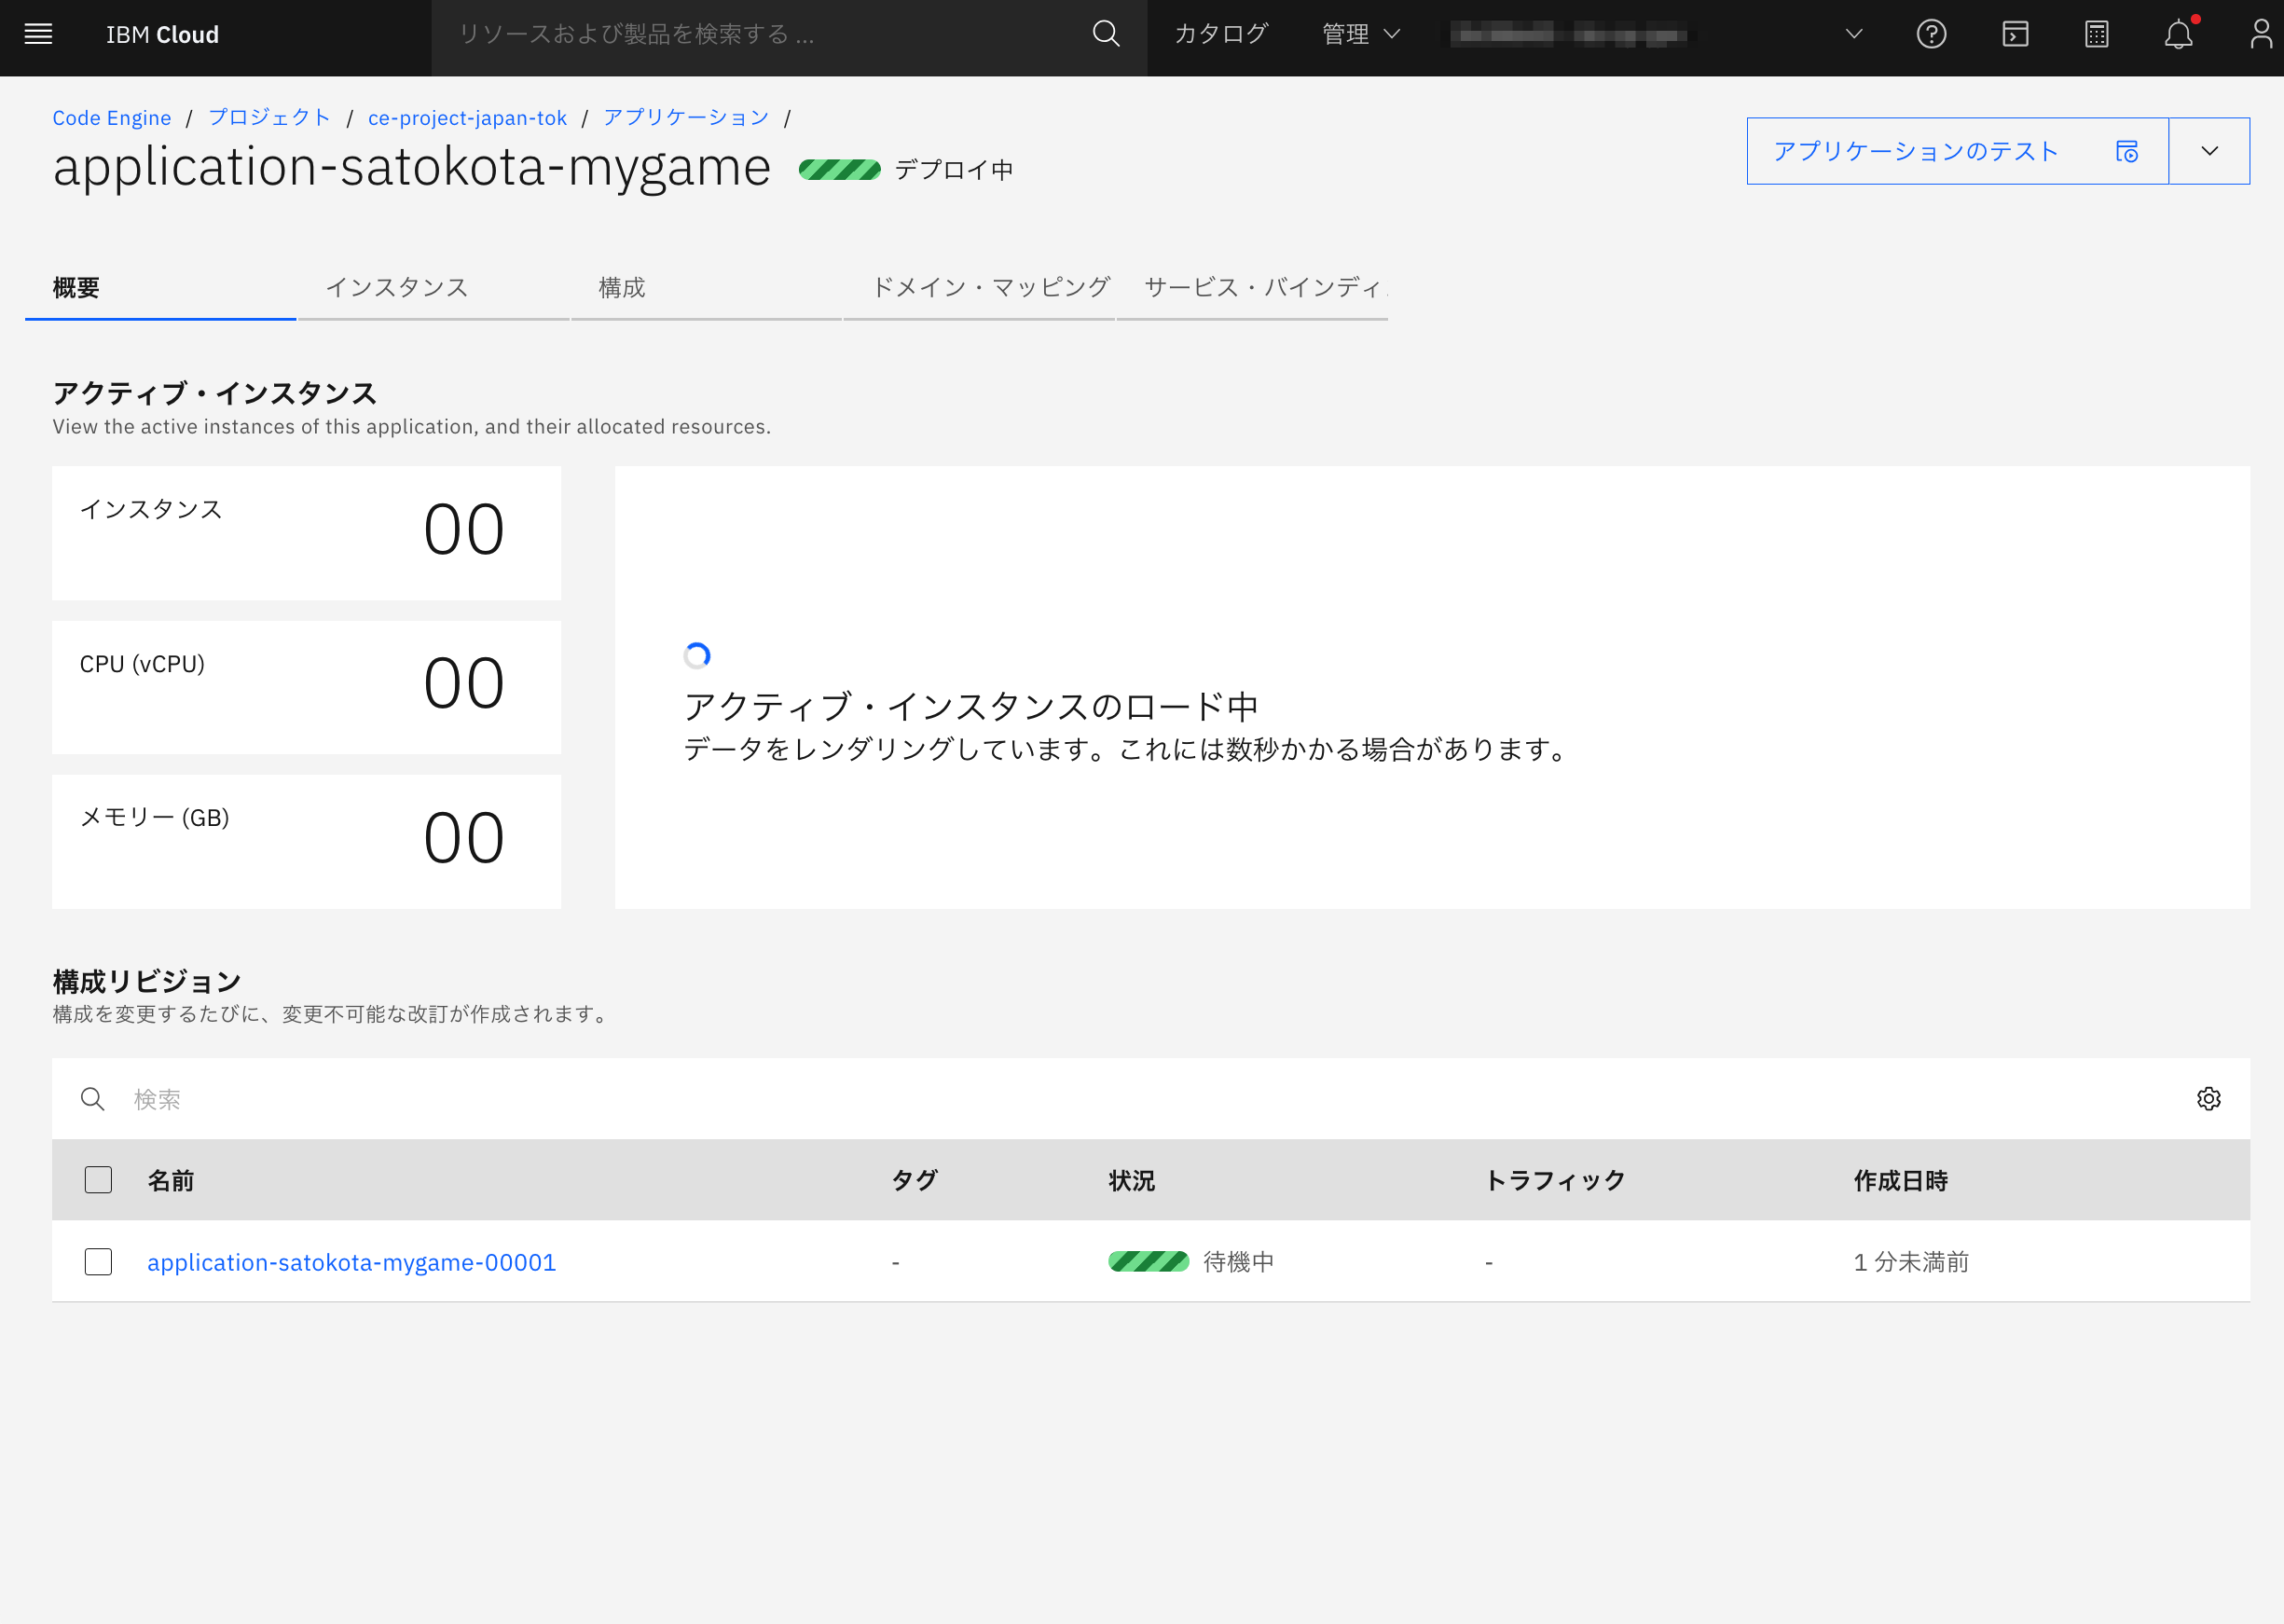 IBM Cloud リソースおよび製品を検索する ... カタログ 管理
Code Engine / プロジェクト / ce-project-japan-tok / アプリケーション /
application-satokota-mygame デプロイ中 アプリケーションのテスト
概要 インスタンス 構成 ドメイン・マッピング サービス・バインディ
アクティブ・インスタンス
View the active instances of this application, and their allocated resources.
インスタンス 00
CPU (vCPU) 00
メモリー (GB) 00
アクティブ・インスタンスのロード中
データをレンダリングしています。これには数秒かかる場合があります。
構成リビジョン
構成を変更するたびに、変更不可能な改訂が作成されます。
検索
名前 タグ 状況 トラフィック 作成日時
application-satokota-mygame-00001 - 待機中 - 1 分未満前